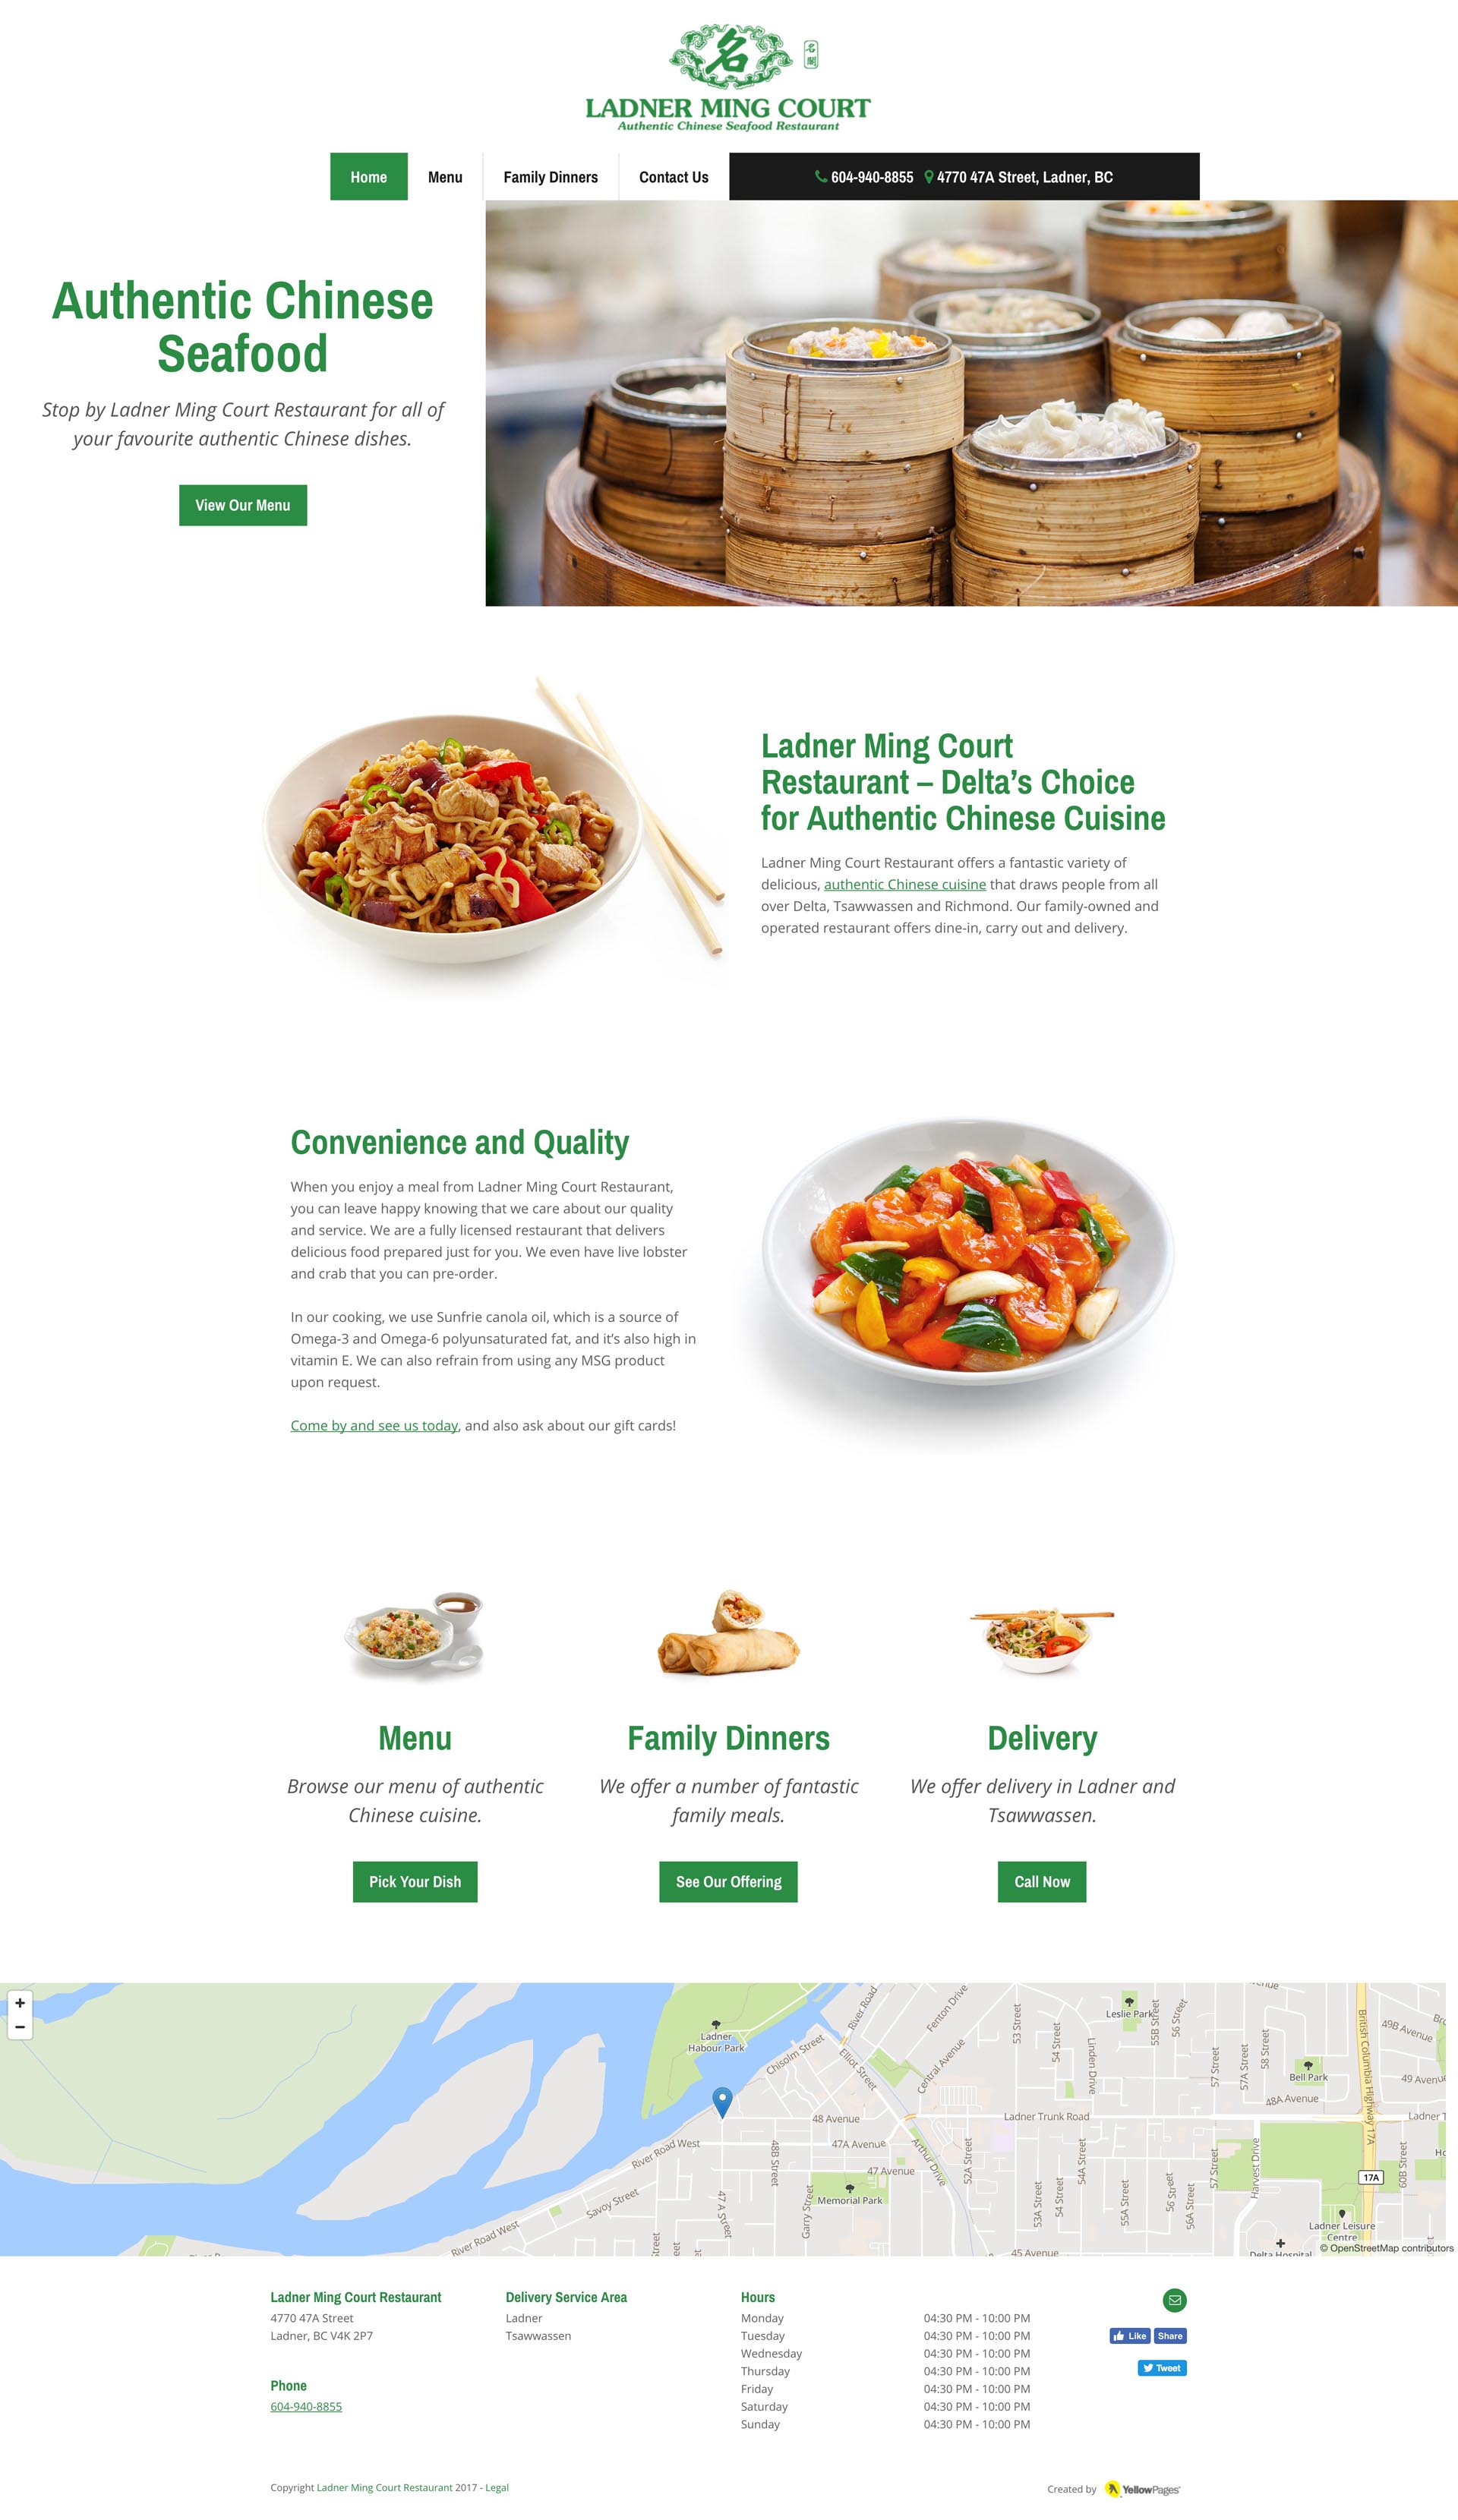 名
名
閣
LADNER MING COURT
Authentic Chinese Seafood Restaurant
Home
Menu
Family Dinners
Contact Us
604-940-8855
4770 47A Street, Ladner, BC
Authentic Chinese
Seafood
Stop by Ladner Ming Court Restaurant for all of
your favourite authentic Chinese dishes.
View Our Menu
Ladner Ming Court
Restaurant – Delta’s Choice
for Authentic Chinese Cuisine
Ladner Ming Court Restaurant offers a fantastic variety of
delicious, authentic Chinese cuisine that draws people from all
over Delta, Tsawwassen and Richmond. Our family-owned and
operated restaurant offers dine-in, carry out and delivery.
Convenience and Quality
When you enjoy a meal from Ladner Ming Court Restaurant,
you can leave happy knowing that we care about our quality
and service. We are a fully licensed restaurant that delivers
delicious food prepared just for you. We even have live lobster
and crab that you can pre-order.
In our cooking, we use Sunfrie canola oil, which is a source of
Omega-3 and Omega-6 polyunsaturated fat, and it’s also high in
vitamin E. We can also refrain from using any MSG product
upon request.
Come by and see us today, and also ask about our gift cards!
Menu
Browse our menu of authentic
Chinese cuisine.
Pick Your Dish
Family Dinners
We offer a number of fantastic
family meals.
See Our Offering
Delivery
We offer delivery in Ladner and
Tsawwassen.
Call Now
+
−
Ladner
Habour Park
River Road
Fenton Drive
Chisolm Street
Elliot Street
Central Avenue
53 Street
54 Street
Linden Drive
Leslie Park
55B Street
56 Street
57 Street
57A Street
58 Street
Bell Park
48A Avenue
British Columbia Highway 17A
49B Avenue
49 Avenue
48 Avenue
Ladner Trunk Road
Ladner T
River Road West
48B Street
47A Avenue
47 Avenue
Arthur Drive
52A Street
54A Street
57 Street
Harvest Drive
17A
60B Street
Savoy Street
47 A Street
Garry Street
Memorial Park
53A Street
54 Street
55A Street
56 Street
56A Street
Ladner Leisure
Centre
River Road West
45 Avenue
Delta Hospital
© OpenStreetMap contributors
Ladner Ming Court Restaurant
4770 47A Street
Ladner, BC V4K 2P7
Phone
604-940-8855
Delivery Service Area
Ladner
Tsawwassen
Hours
Monday 04:30 PM - 10:00 PM
Tuesday 04:30 PM - 10:00 PM
Wednesday 04:30 PM - 10:00 PM
Thursday 04:30 PM - 10:00 PM
Friday 04:30 PM - 10:00 PM
Saturday 04:30 PM - 10:00 PM
Sunday 04:30 PM - 10:00 PM
Like
Share
Tweet
Copyright Ladner Ming Court Restaurant 2017 - Legal
Created by YellowPages